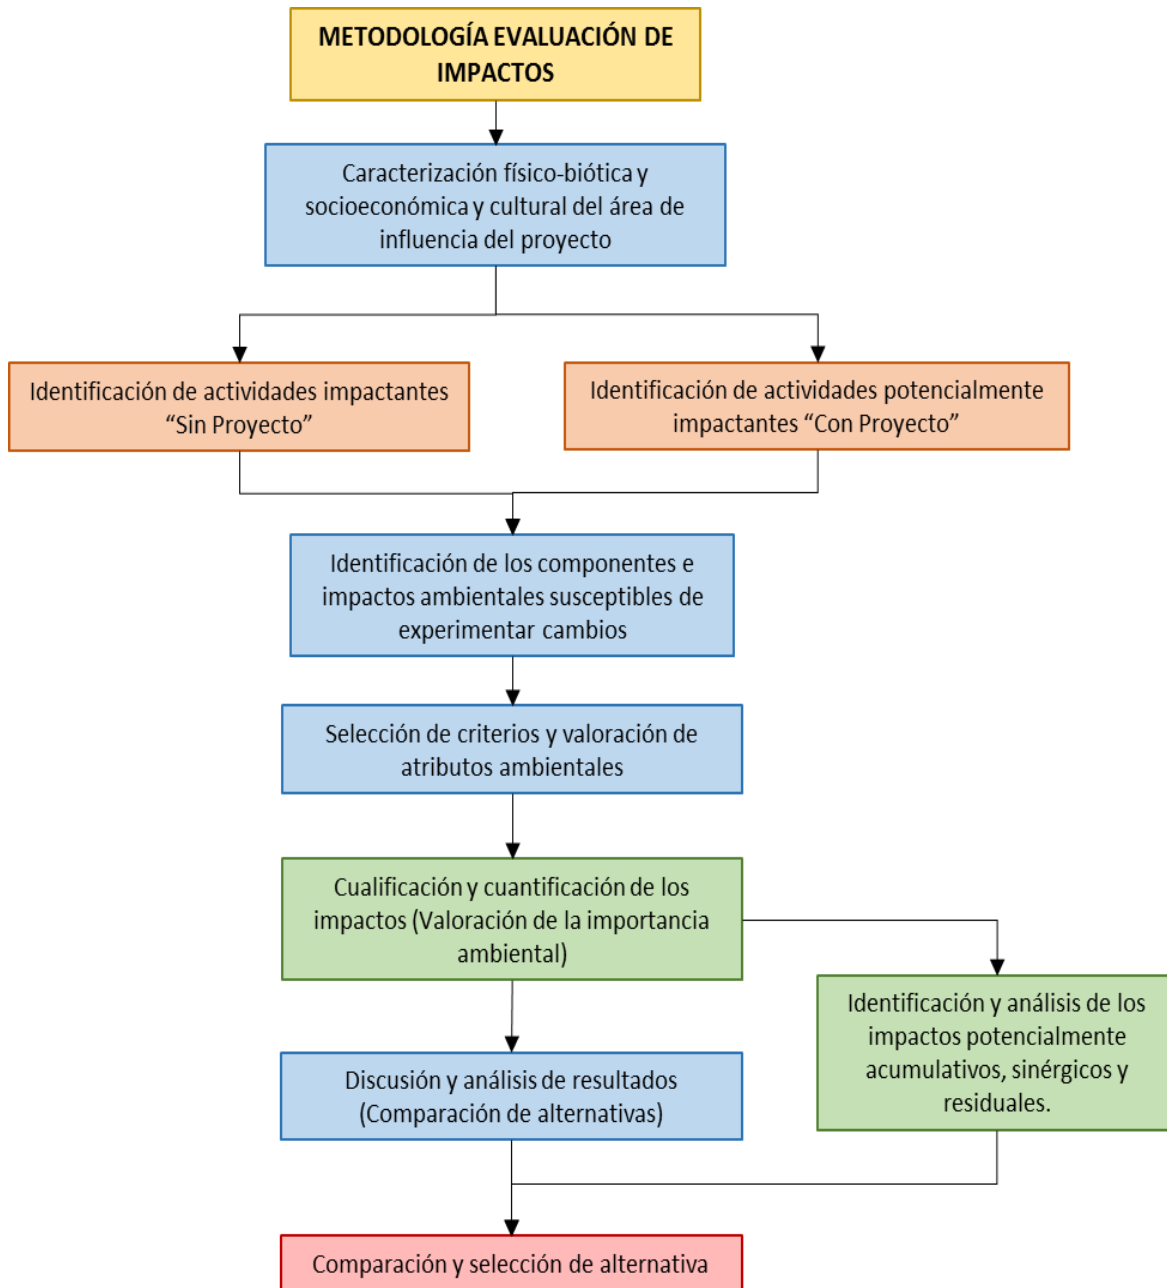 METODOLOGÍA EVALUACIÓN DE
IMPACTOS
Caracterización físico-biótica y
socioeconómica y cultural del área de
influencia del proyecto
Identificación de actividades impactantes
“Sin Proyecto”
Identificación de actividades potencialmente
impactantes “Con Proyecto”
Identificación de los componentes e
impactos ambientales susceptibles de
experimentar cambios
Selección de criterios y valoración de
atributos ambientales
Cualificación y cuantificación de los
impactos (Valoración de la importancia
ambiental)
Identificación y análisis de los
impactos potencialmente
acumulativos, sinérgicos y
residuales.
Discusión y análisis de resultados
(Comparación de alternativas)
Comparación y selección de alternativa